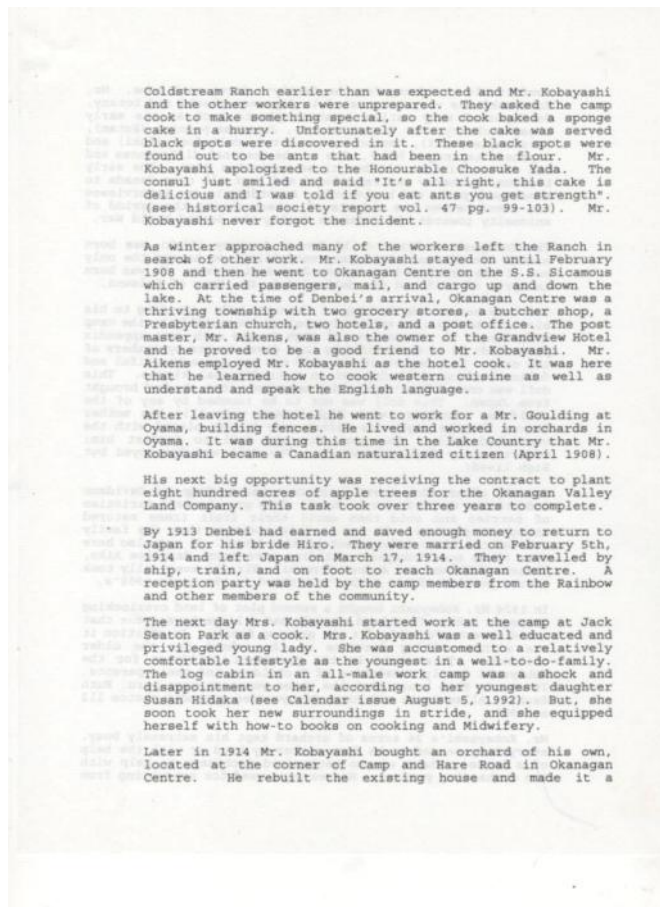 Coldstream Ranch earlier than was expected and Mr. Kobayashi
and the other workers were unprepared. They asked the camp
cook to make something special, so the cook baked a sponge
cake in a hurry. Unfortunately after the cake was served
black spots were discovered in it. These black spots were
found out to be ants that had been in the flour. Mr.
Kobayashi apologized to the Honourable Choosuke Yada. The
consul just smiled and said "It's all right, this cake is
delicious and I was told if you eat ants you get strength".
(see historical society report vol. 47 pg. 99-103). Mr.
Kobayashi never forgot the incident.
As winter approached many of the workers left the Ranch in
search of other work. Mr. Kobayashi stayed on until February
1908 and then he went to Okanagan Centre on the S.S. Sicamous
which carried passengers, mail, and cargo up and down the
lake. At the time of Denbei's arrival, Okanagan Centre was a
thriving township with two grocery stores, a butcher shop, a
Presbyterian church, two hotels, and a post office. The post
master, Mr. Aikens, was also the owner of the Grandview Hotel
and he proved to be a good friend to Mr. Kobayashi. Mr.
Aikens employed Mr. Kobayashi as the hotel cook. It was here
that he learned how to cook western cuisine as well as
understand and speak the English language.
After leaving the hotel he went to work for a Mr. Goulding at
Oyama, building fences. He lived and worked in orchards in
Oyama. It was during this time in the Lake Country that Mr.
Kobayashi became a Canadian naturalized citizen (April 1908).
His next big opportunity was receiving the contract to plant
eight hundred acres of apple trees for the Okanagan Valley
Land Company. This task took over three years to complete.
By 1913 Denbei had earned and saved enough money to return to
Japan for his bride Hiro. They were married on February 5th,
1914 and left Japan on March 17, 1914. They travelled by
ship, train, and on foot to reach Okanagan Centre. A
reception party was held by the camp members from the Rainbow
and other members of the community.
The next day Mrs. Kobayashi started work at the camp at Jack
Seaton Park as a cook. Mrs. Kobayashi was a well educated and
privileged young lady. She was accustomed to a relatively
comfortable lifestyle as the youngest in a well-to-do-family.
The log cabin in an all-male work camp was a shock and
disappointment to her, according to her youngest daughter
Susan Hidaka (see Calendar issue August 5, 1992). But, she
soon took her new surroundings in stride, and she equipped
herself with how-to books on cooking and Midwifery.
Later in 1914 Mr. Kobayashi bought an orchard of his own,
located at the corner of Camp and Hare Road in Okanagan
Centre. He rebuilt the existing house and made it a